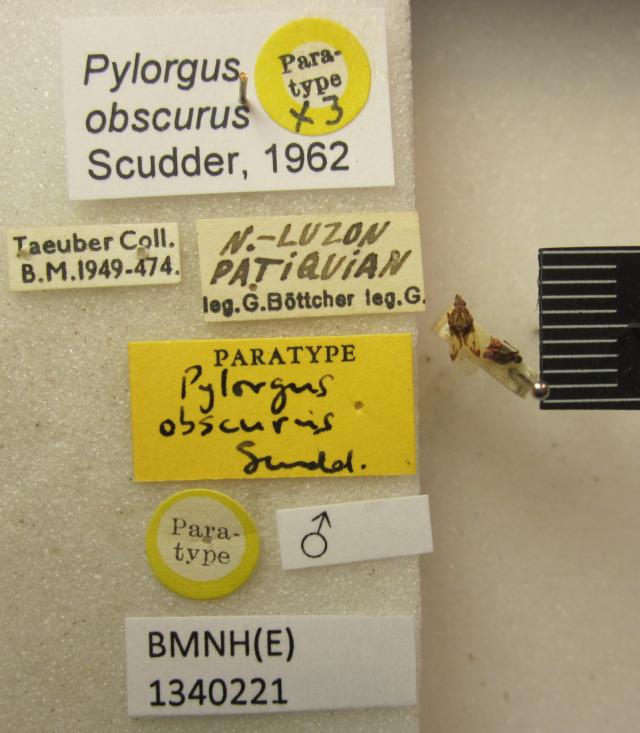 Pylorgus
obscurus
Scudder, 1962
Para-
type
x3
Taeuber Coll.
B.M.1949-474.
N.-LUZON
PATiQUiAN
leg.G.Böttcher leg.G.
PARATYPE
Pylorgus
obscurus
Scudd.
Para-
type
♂
BMNH(E)
1340221